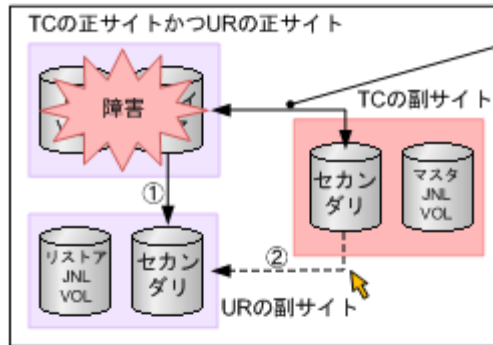 TCの正サイトかつURの正サイト
障害
TCの副サイト
セカン
ダリ
マスタ
JNL
VOL
①
リストア
JNL
VOL
セカン
ダリ
②
URの副サイト